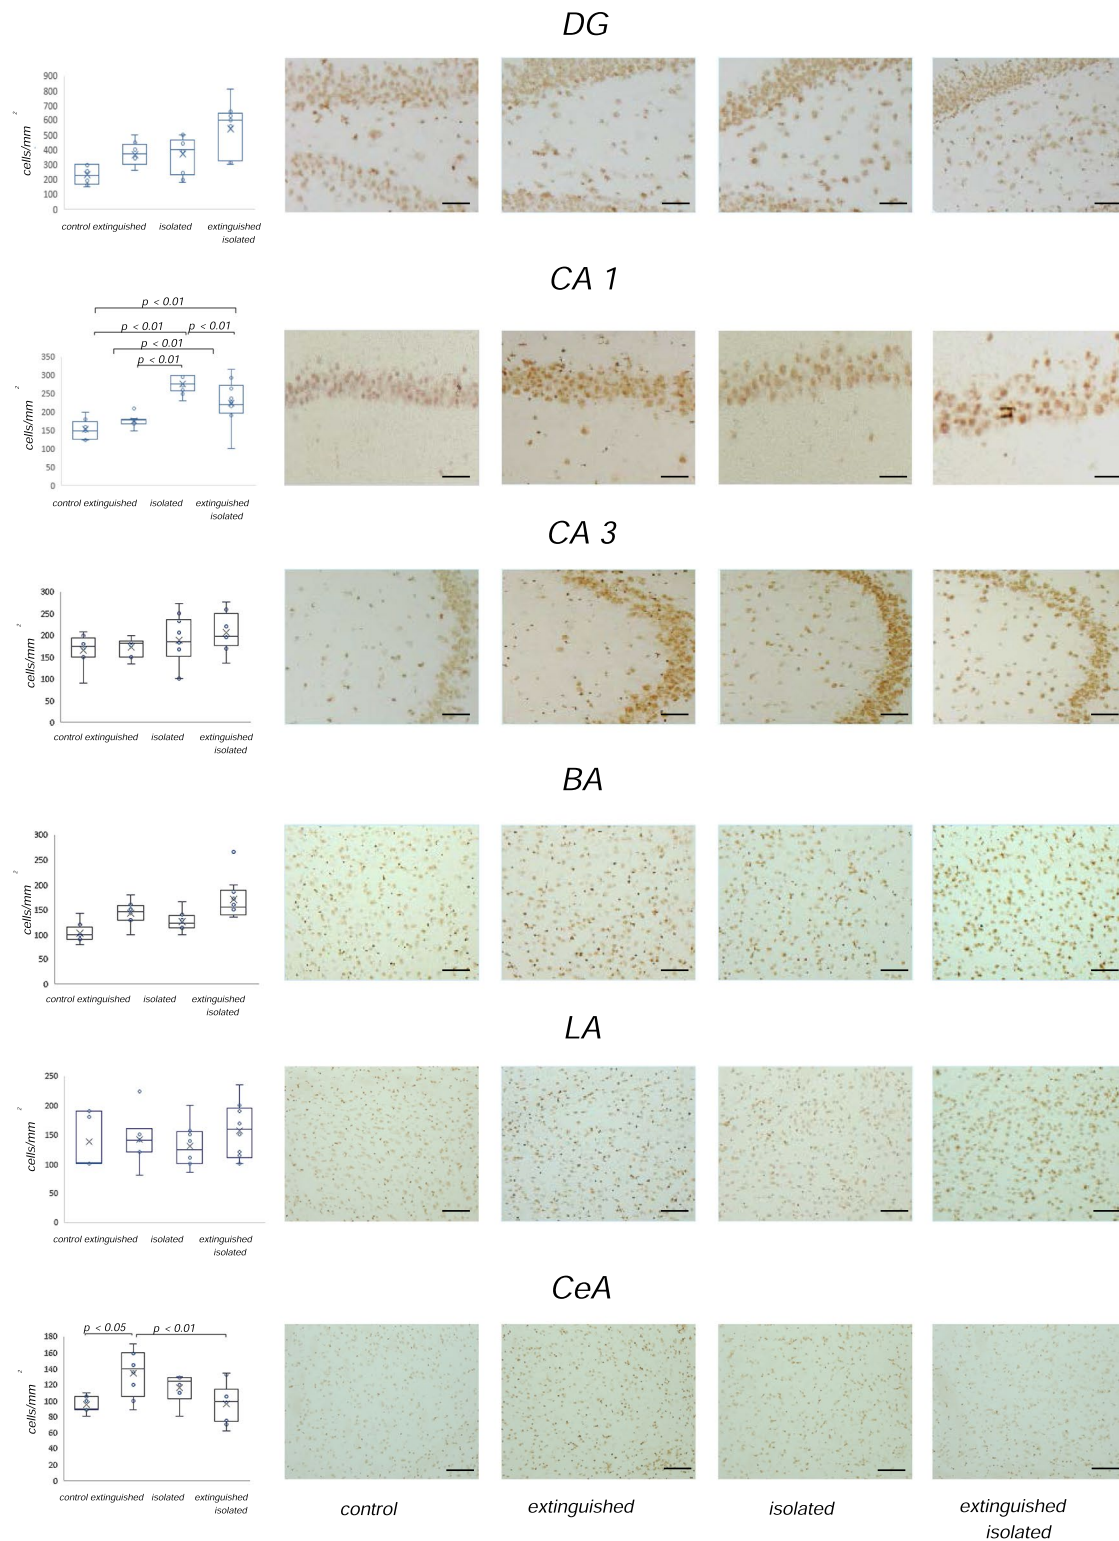 DG
900
800
700
600
500
400
300
200
100
0
cells/mm
2
control extinguished isolated extinguished
isolated
CA 1
p < 0.01
p < 0.01 p < 0.01
p < 0.01
p < 0.01
350
300
250
200
150
100
50
0
cells/mm
2
control extinguished isolated extinguished
isolated
CA 3
300
250
200
150
100
50
0
cells/mm
2
control extinguished isolated extinguished
isolated
BA
300
250
200
150
100
50
0
cells/mm
2
control extinguished isolated extinguished
isolated
LA
250
200
150
100
50
0
cells/mm
2
control extinguished isolated extinguished
isolated
CeA
p < 0.05 p < 0.01
180
160
140
120
100
80
60
40
20
0
cells/mm
2
control extinguished isolated extinguished
isolated
control extinguished isolated extinguished
isolated